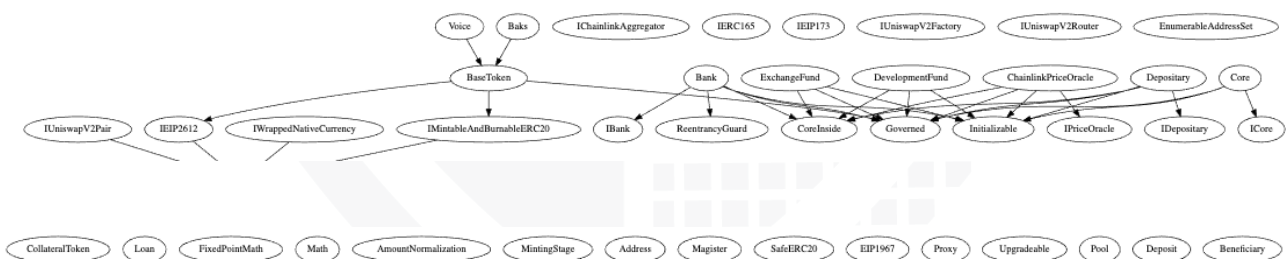 Voice Baks IChainlinkAggregator IERC165 IEIP173 IUniswapV2Factory IUniswapV2Router EnumerableAddressSet
BaseToken Bank ExchangeFund DevelopmentFund ChainlinkPriceOracle Depositary Core
IUniswapV2Pair IEIP2612 IWrappedNativeCurrency IMintableAndBurnableERC20 IBank ReentrancyGuard CoreInside Governed Initializable IPriceOracle IDepositary ICore
CollateralToken Loan FixedPointMath Math AmountNormalization MintingStage Address Magister SafeERC20 EIP1967 Proxy Upgradeable Pool Deposit Beneficiary